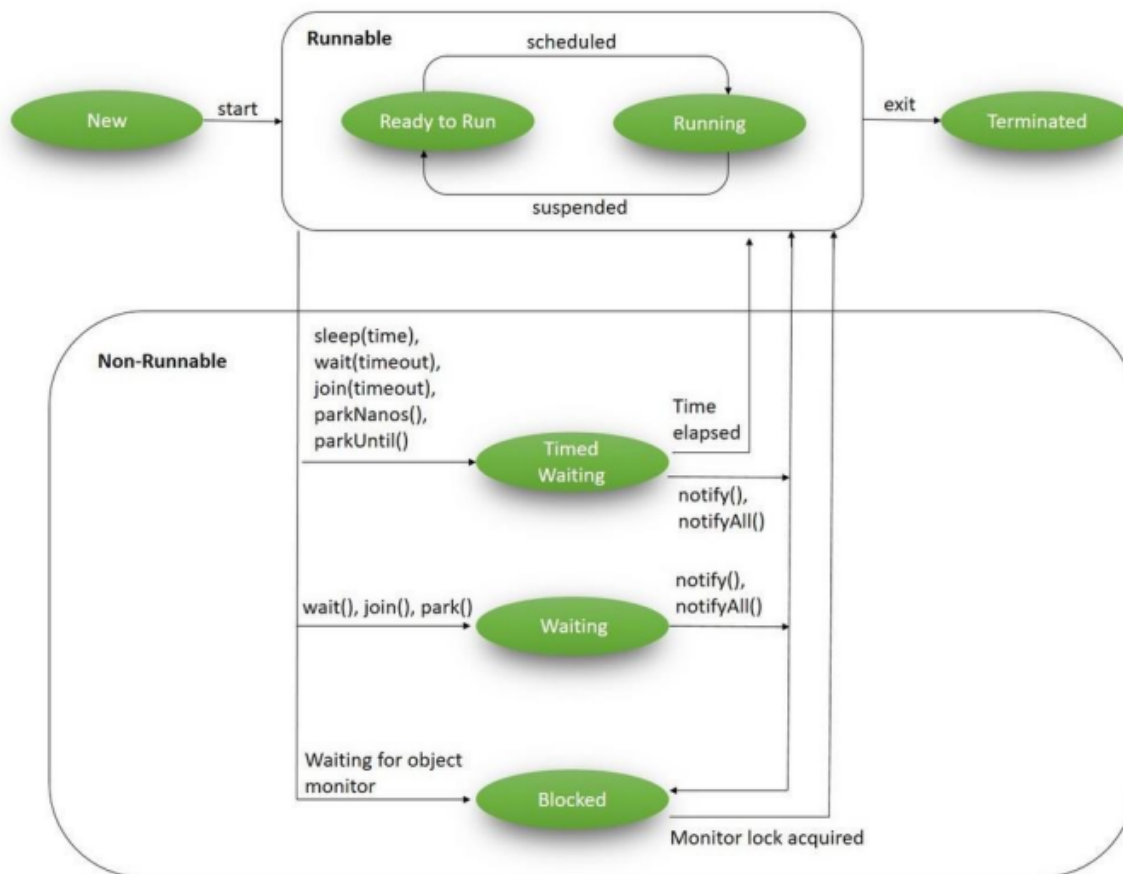 Runnable
scheduled
New
start
Ready to Run
Running
exit
Terminated
suspended
Non-Runnable
sleep(time),
wait(timeout),
join(timeout),
parkNanos(),
parkUntil()
Timed
Waiting
Time
elapsed
notify(),
notifyAll()
wait(), join(), park()
Waiting
notify(),
notifyAll()
Waiting for object
monitor
Blocked
Monitor lock acquired